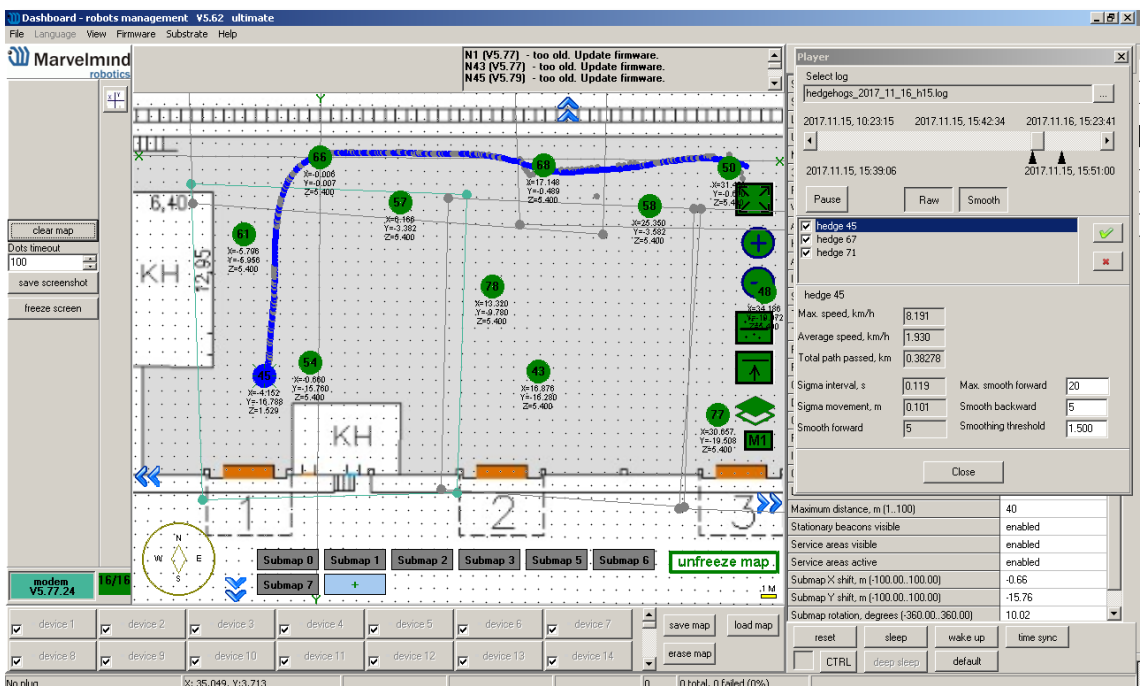 Dashboard - robots management V5.62 ultimate
File Language View Firmware Substrate Help
Marvelmind
robotics
N1 (V5.77) - too old. Update firmware.
N43 (V5.77) - too old. Update firmware.
N45 (V5.79) - too old. Update firmware.
clear map
Dots timeout
100
save screenshot
freeze screen
modem
V5.77.24
16/16
Y
X
X
Y
66
X=-0.006
Y=-0.007
Z=5.400
68
X=17.148
Y=-0.489
Z=5.400
50
57
X=8.166
Y=-3.382
Z=5.400
58
X=25.350
Y=-3.582
Z=5.400
61
X=-5.796
Y=-6.956
Z=5.400
6,40
12,95
KH
78
X=13.320
Y=-9.780
Z=5.400
48
54
X=-0.660
Y=-15.760
Z=5.400
45
X=-4.152
Y=-16.788
Z=1.529
43
X=16.876
Y=-16.280
Z=5.400
77
X=30.657
Y=-19.508
Z=5.400
M1
KH
1
2
3
N
W E
S
Submap 0 Submap 1 Submap 2 Submap 3 Submap 5 Submap 6
Submap 7 +
unfreeze map
1 M
Player
Select log
hedgehogs_2017_11_16_h15.log
...
2017.11.15, 10:23:15 2017.11.15, 15:42:34 2017.11.16, 15:23:41
2017.11.15, 15:39:06 2017.11.15, 15:51:00
Pause Raw Smooth
hedge 45
hedge 67
hedge 71
hedge 45
Max. speed, km/h 8.191
Average speed, km/h 1.930
Total path passed, km 0.38278
Sigma interval, s 0.119 Max. smooth forward 20
Sigma movement, m 0.101 Smooth backward 5
Smooth forward 5 Smoothing threshold 1.500
Close
Maximum distance, m (1..100) 40
Stationary beacons visible enabled
Service areas visible enabled
Service areas active enabled
Submap X shift, m (-100.00..100.00) -0.66
Submap Y shift, m (-100.00..100.00) -15.76
Submap rotation, degrees (-360.00..360.00) 10.02
device 1 device 2 device 3 device 4 device 5 device 6 device 7
device 8 device 9 device 10 device 11 device 12 device 13 device 14
save map load map
erase map
reset sleep wake up time sync
CTRL deep sleep default
No plug X: 35.049, Y:3.713 0 0 total, 0 failed (0%)